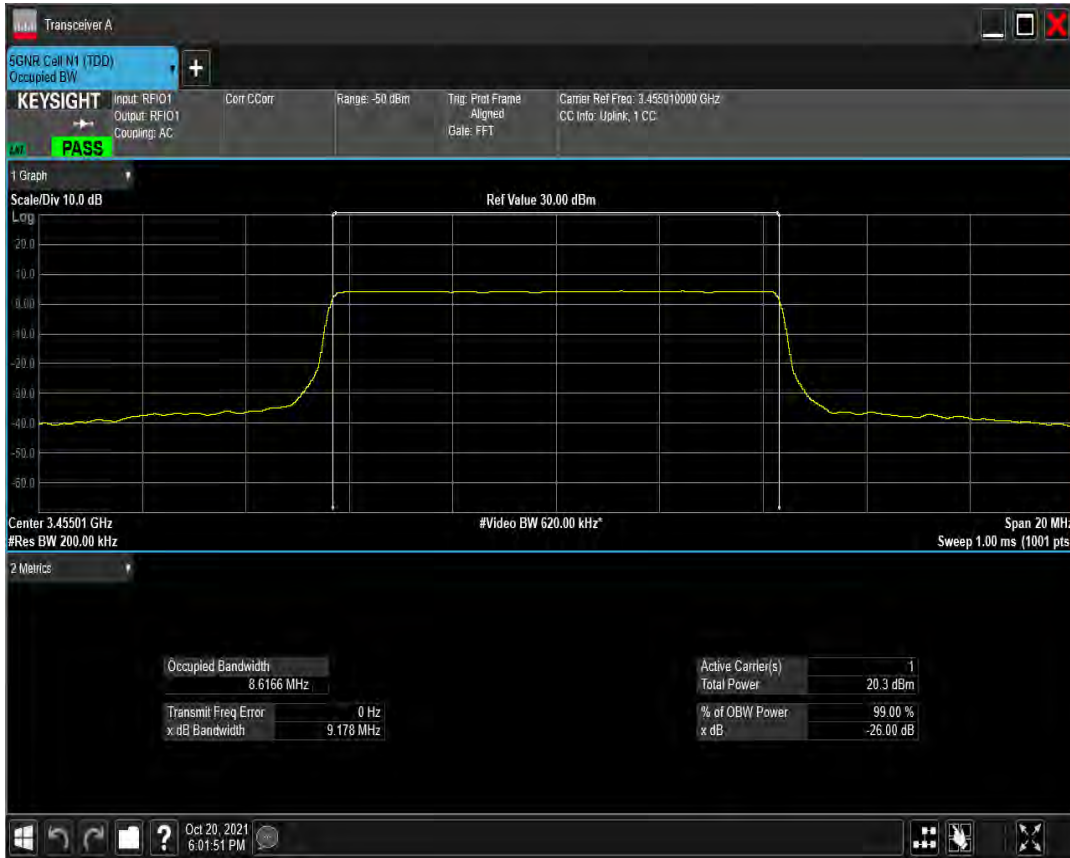 Transceiver A
5GNR Cell N1 (TDD)
Occupied BW
+
KEYSIGHT
Input: RFIO1
Output: RFIO1
Coupling: AC
Corr CCorr
Range: -50 dBm
Trig: Prot Frame
Aligned
Gate: FFT
Carrier Ref Freq: 3.455010000 GHz
CC Info: Uplink, 1 CC
PASS
1 Graph
Scale/Div 10.0 dB
Ref Value 30.00 dBm
Log
20.0
10.0
0.00
-10.0
-20.0
-30.0
-40.0
-50.0
-60.0
Center 3.45501 GHz
#Video BW 620.00 kHz*
Span 20 MHz
#Res BW 200.00 kHz
Sweep 1.00 ms (1001 pts
2 Metrics
Occupied Bandwidth
8.6166 MHz
Transmit Freq Error 0 Hz
x dB Bandwidth 9.178 MHz
Active Carrier(s) 1
Total Power 20.3 dBm
% of OBW Power 99.00 %
x dB -26.00 dB
?
Oct 20, 2021
6:01:51 PM